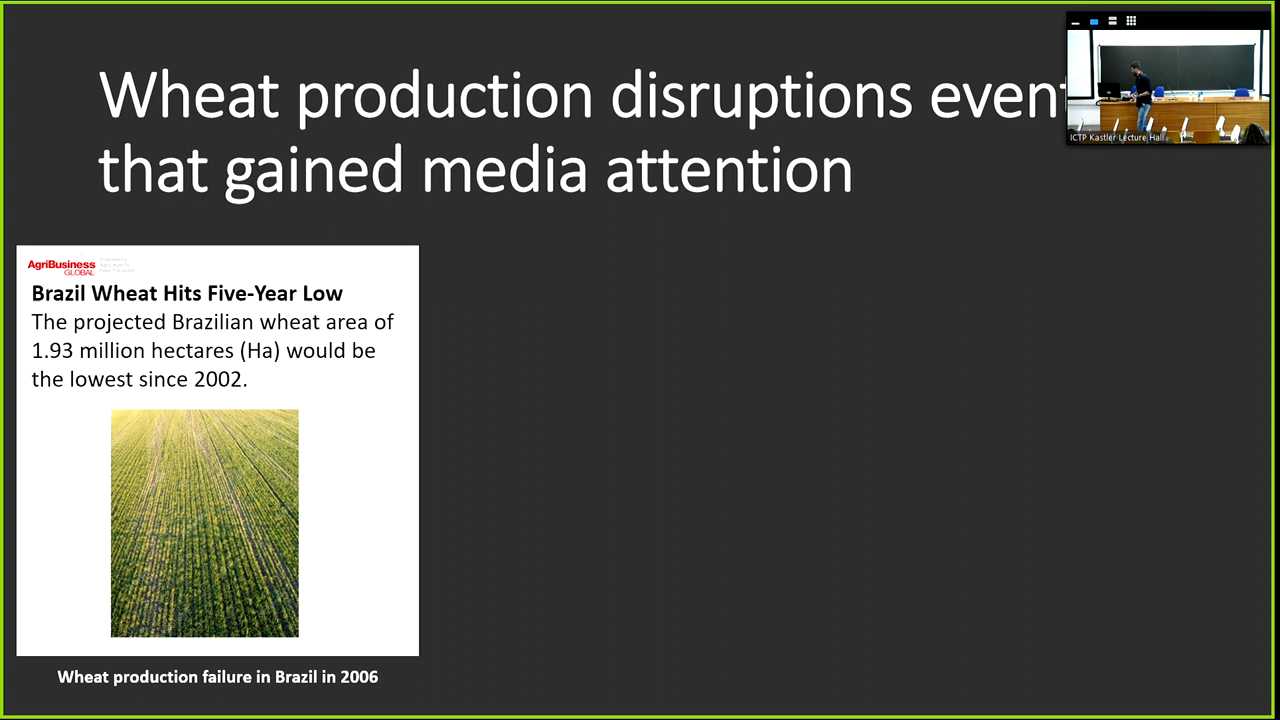 Wheat production disruptions event
that gained media attention
ICTP Kastler Lecture Hall
AgriBusiness
GLOBAL
Brazil Wheat Hits Five-Year Low
The projected Brazilian wheat area of
1.93 million hectares (Ha) would be
the lowest since 2002.
Wheat production failure in Brazil in 2006